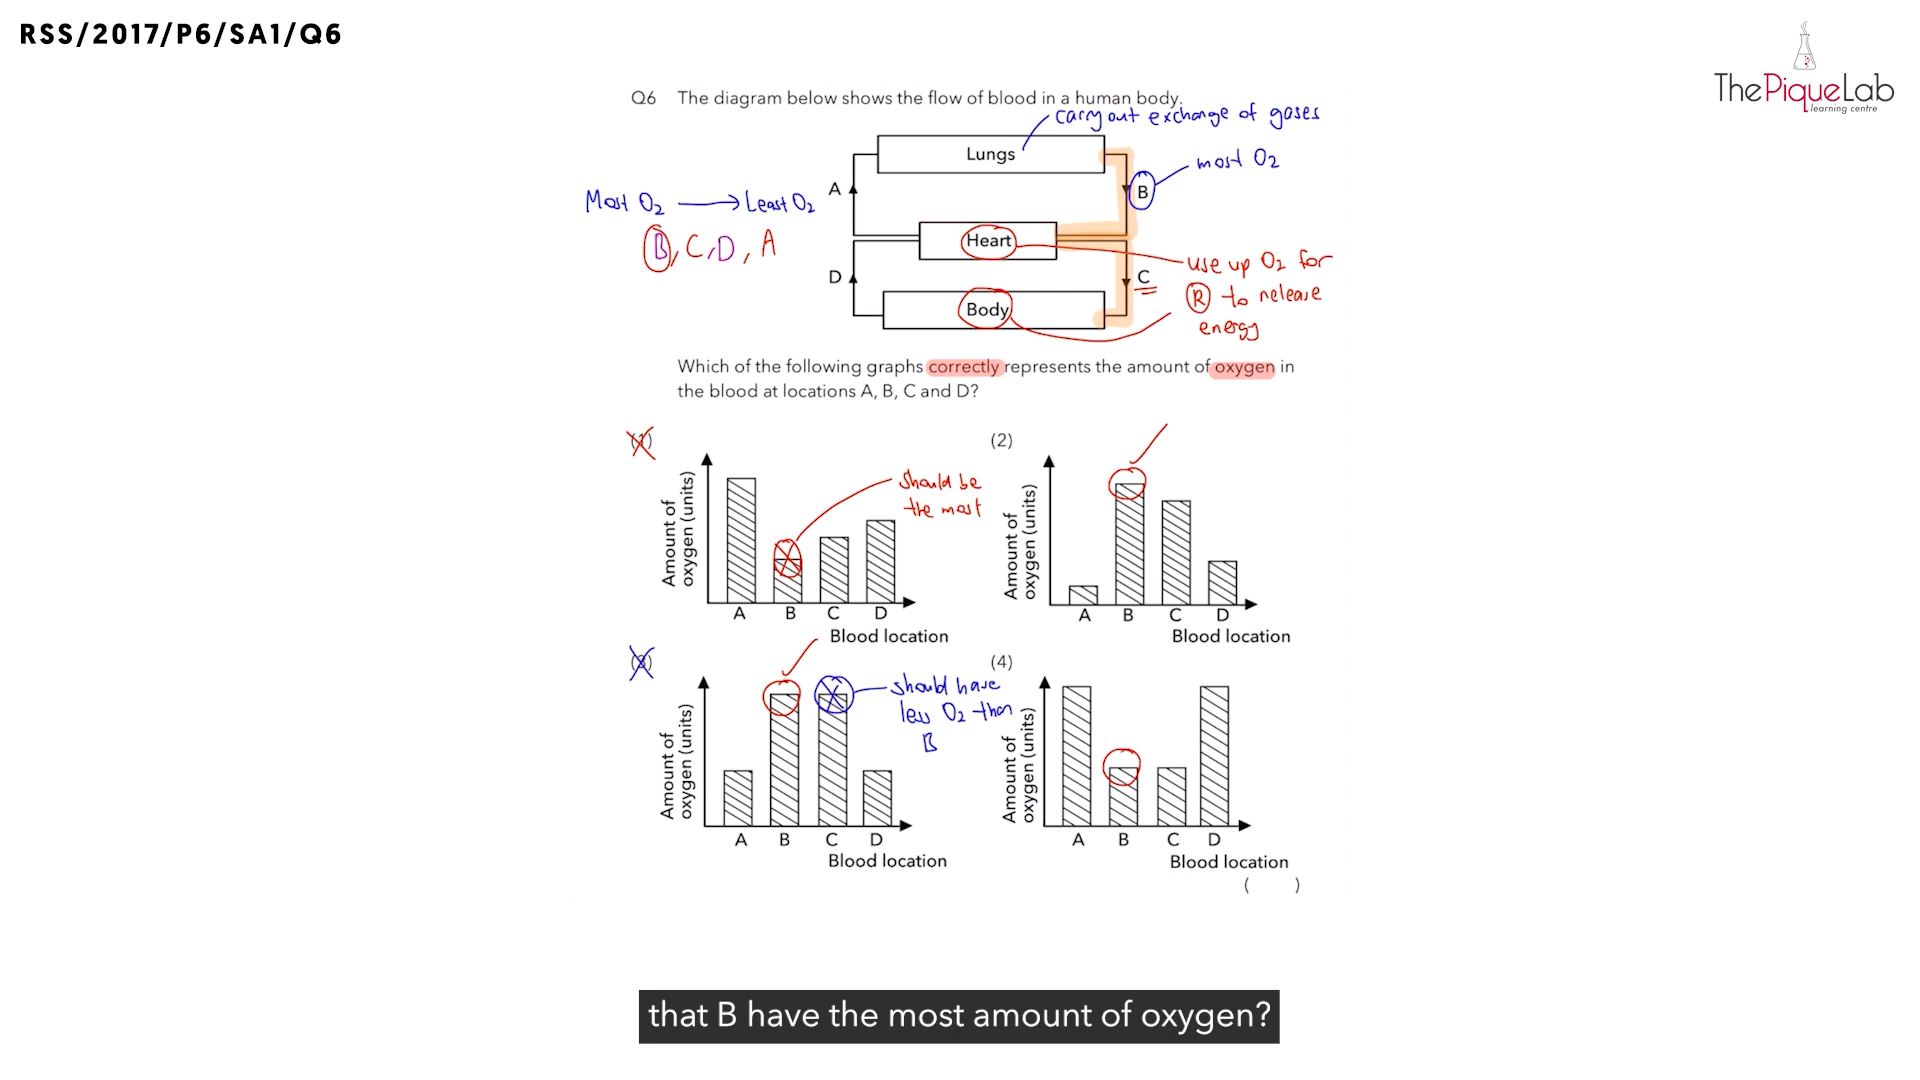 RSS/2017/P6/SA1/Q6
ThePiqueLab
learning centre
Q6 The diagram below shows the flow of blood in a human body.
carry out exchange of gases
Lungs
most O2
A
B
Most O2 → Least O2
B, C, D, A
Heart
use up O2 for
D
C
R to release
Body
energy
Which of the following graphs correctly represents the amount of oxygen in
the blood at locations A, B, C and D?
(1)
Amount of
oxygen (units)
should be
the most
A B C D
Blood location
(2)
Amount of
oxygen (units)
A B C D
Blood location
(3)
Amount of
oxygen (units)
should have
less O2 than
B
A B C D
Blood location
(4)
Amount of
oxygen (units)
A B C D
Blood location
( )
that B have the most amount of oxygen?